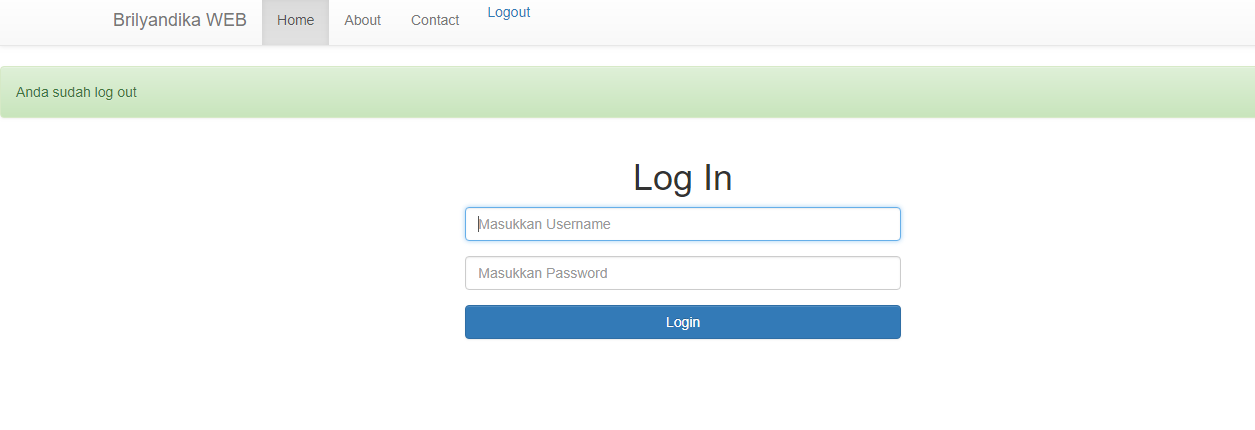 Brilyandika WEB Home About Contact Logout
Anda sudah log out
Log In
Masukkan Username
Masukkan Password
Login